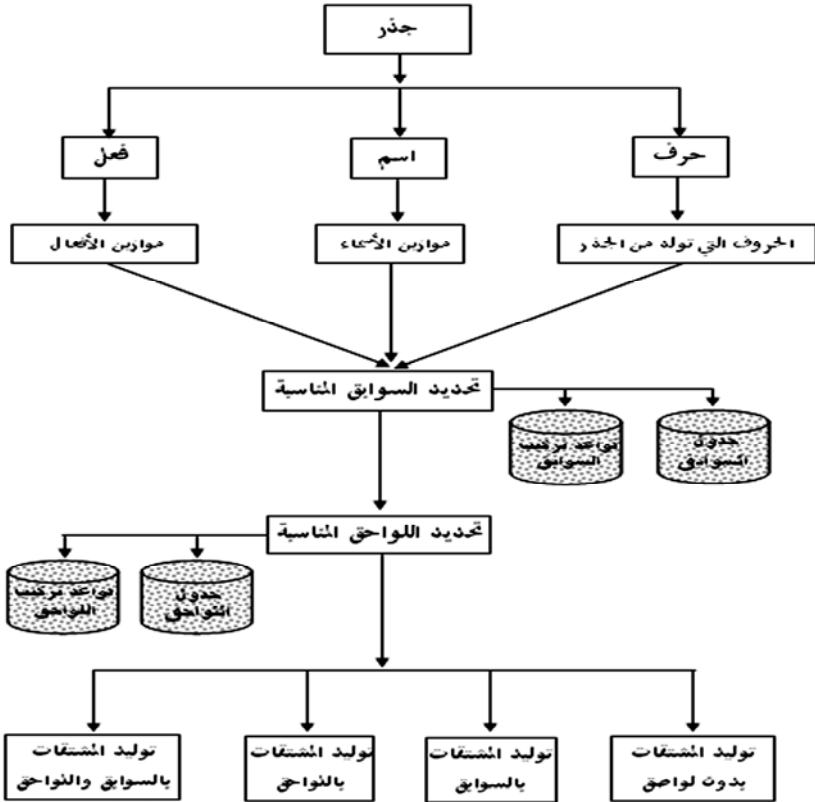 جذر
حرف
اسم
فعل
الحروف التي تولد من الجذر
موازين الأسماء
موازين الأفعال
تحديد السوابق المناسبة
جدول
السوابق
قواعد تركيب
السوابق
تحديد اللواحق المناسبة
جدول
اللواحق
قواعد تركيب
اللواحق
توليد المشتقات
بدون لواصق
توليد المشتقات
بالسوابق
توليد المشتقات
باللواحق
توليد المشتقات
بالسوابق واللواحق